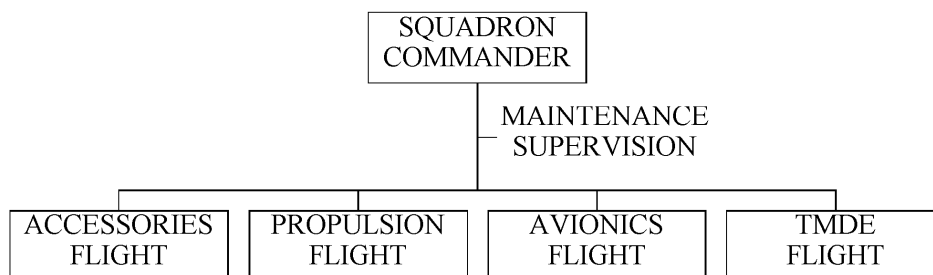 SQUADRON
COMMANDER
MAINTENANCE
SUPERVISION
ACCESSORIES
FLIGHT
PROPULSION
FLIGHT
AVIONICS
FLIGHT
TMDE
FLIGHT